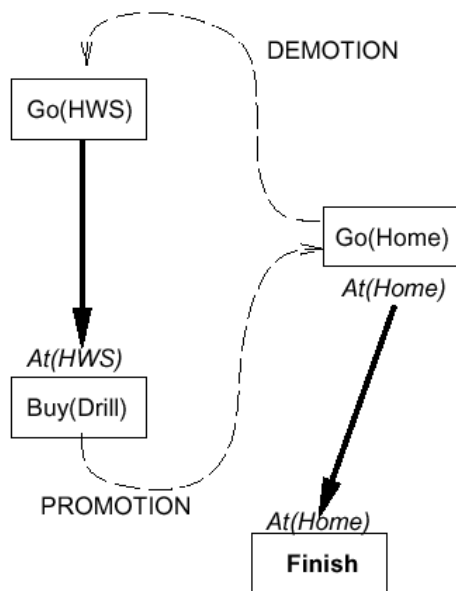 DEMOTION
Go(HWS)
Go(Home)
At(Home)
At(HWS)
Buy(Drill)
PROMOTION
At(Home)
Finish